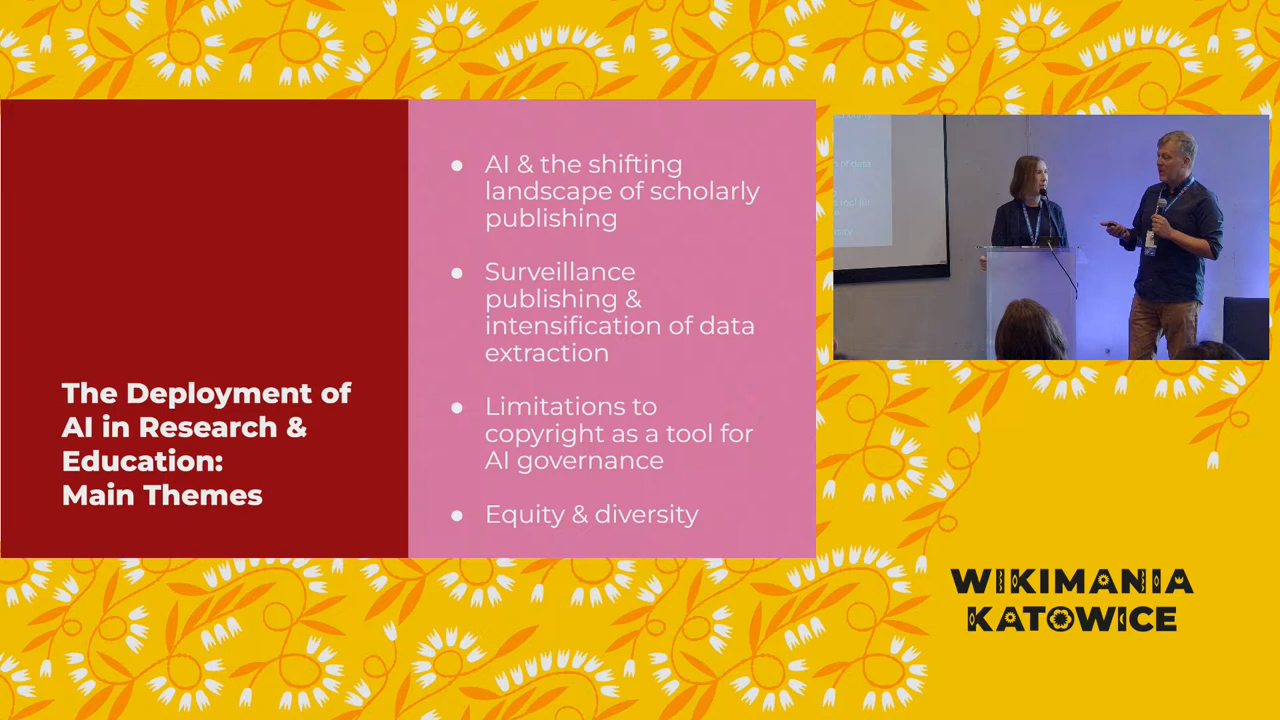 The Deployment of
AI in Research &
Education:
Main Themes
● AI & the shifting
landscape of scholarly
publishing
● Surveillance
publishing &
intensification of data
extraction
● Limitations to
copyright as a tool for
AI governance
● Equity & diversity
WIKIMANIA
KATOWICE